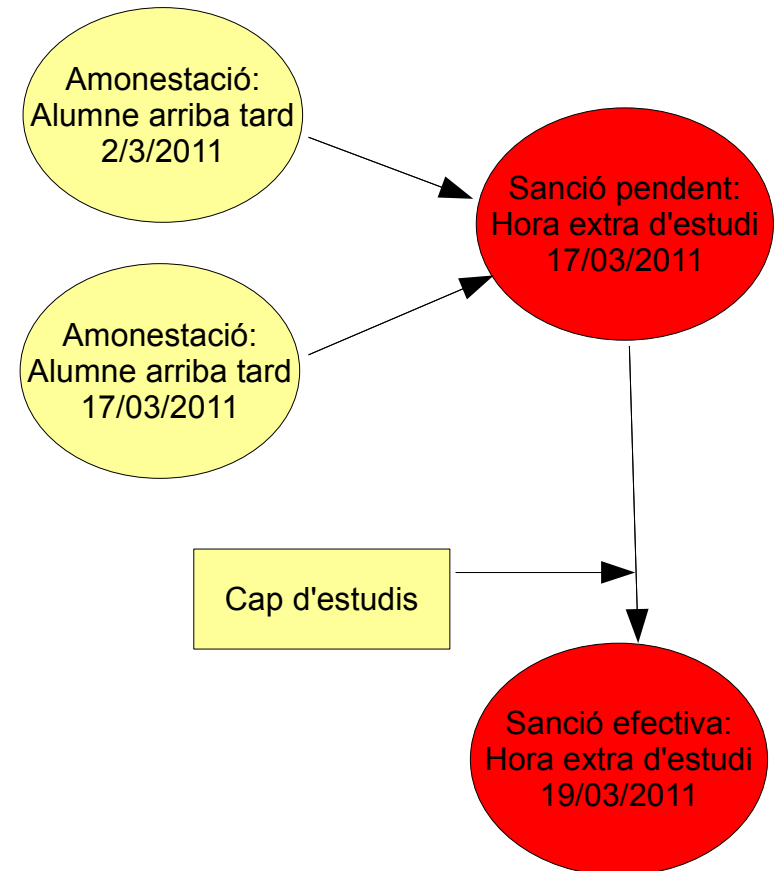 Amonestació:
Alumne arriba tard
2/3/2011
Sanció pendent:
Hora extra d'estudi
17/03/2011
Amonestació:
Alumne arriba tard
17/03/2011
Cap d'estudis
Sanció efectiva:
Hora extra d'estudi
19/03/2011